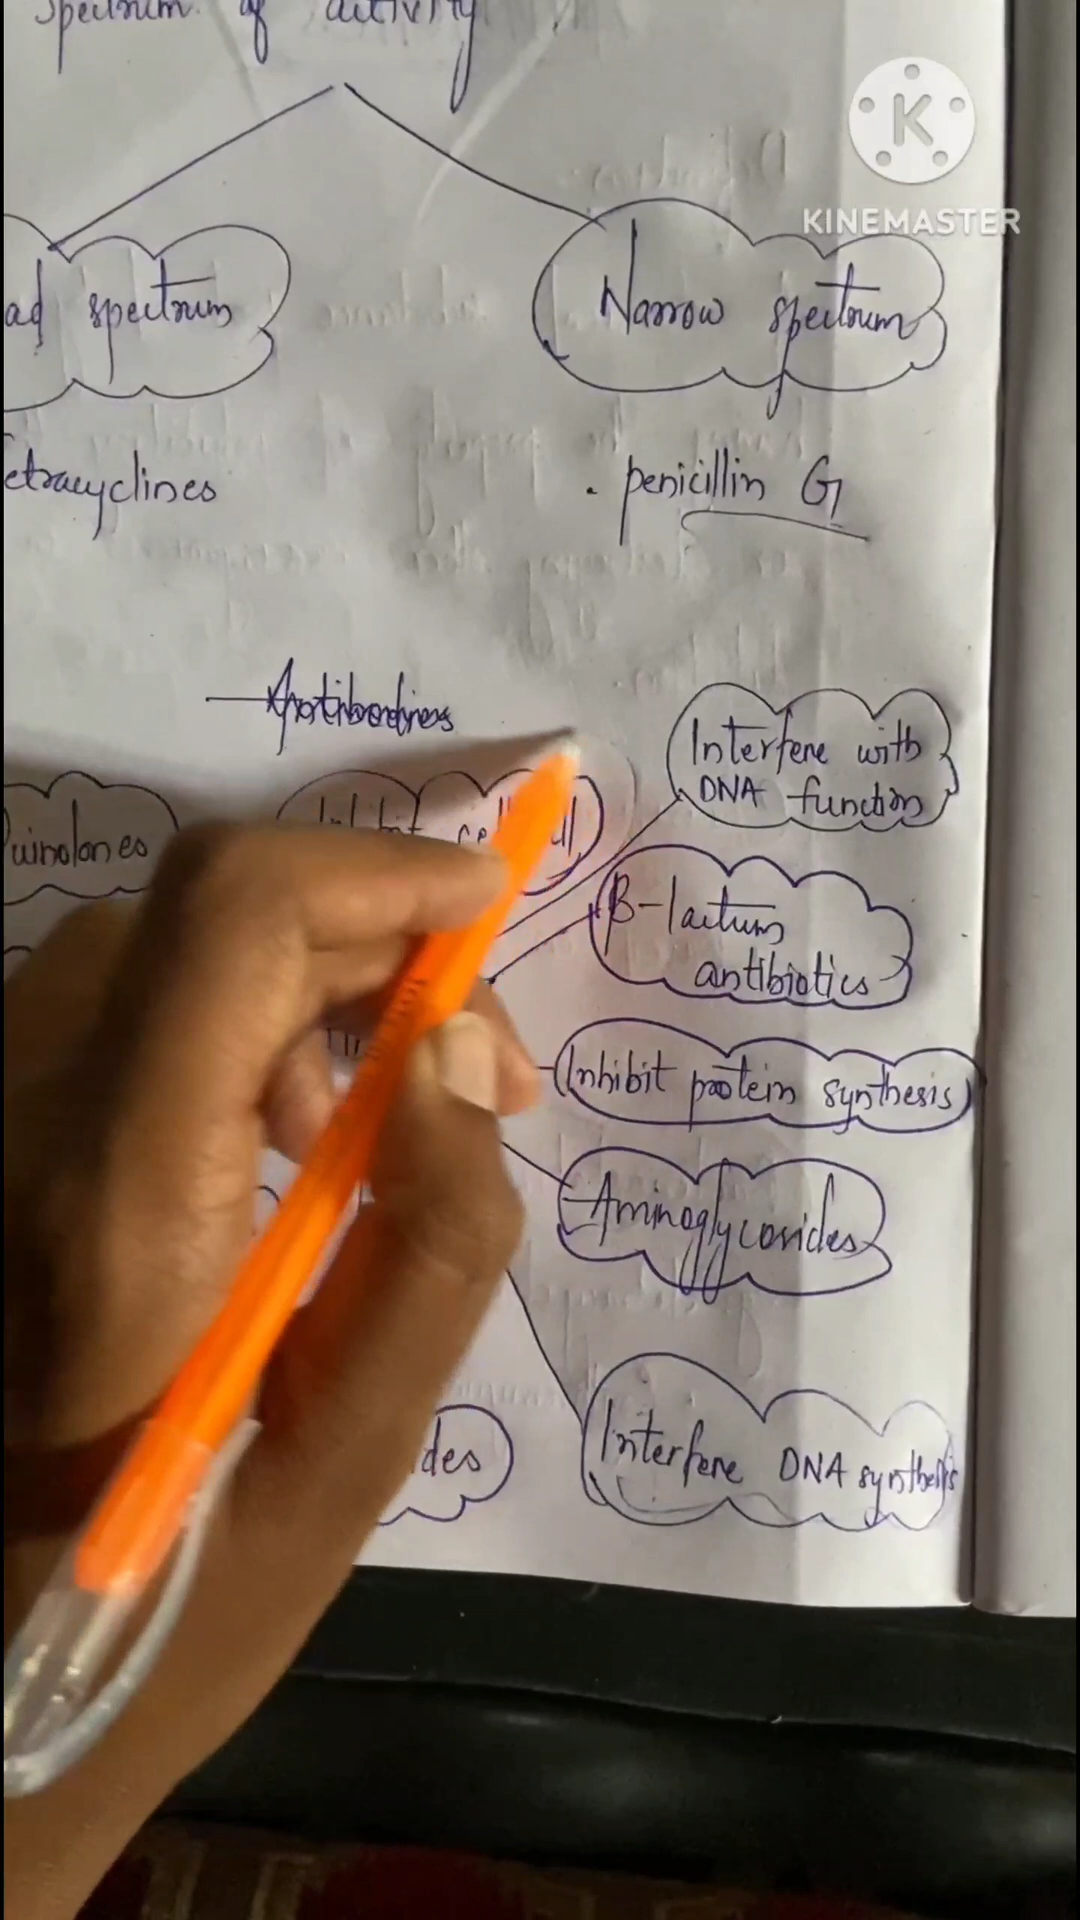 spectrum of activity
K
KINEMASTER
ad spectrum
Narrow spectrum
etracyclines
. penicillin G
Antibodies
Interfere with
DNA function
uinolones
cell
B-lactum
antibiotics
Inhibit protein synthesis
Aminoglycosides
des
Interfere DNA synthesis